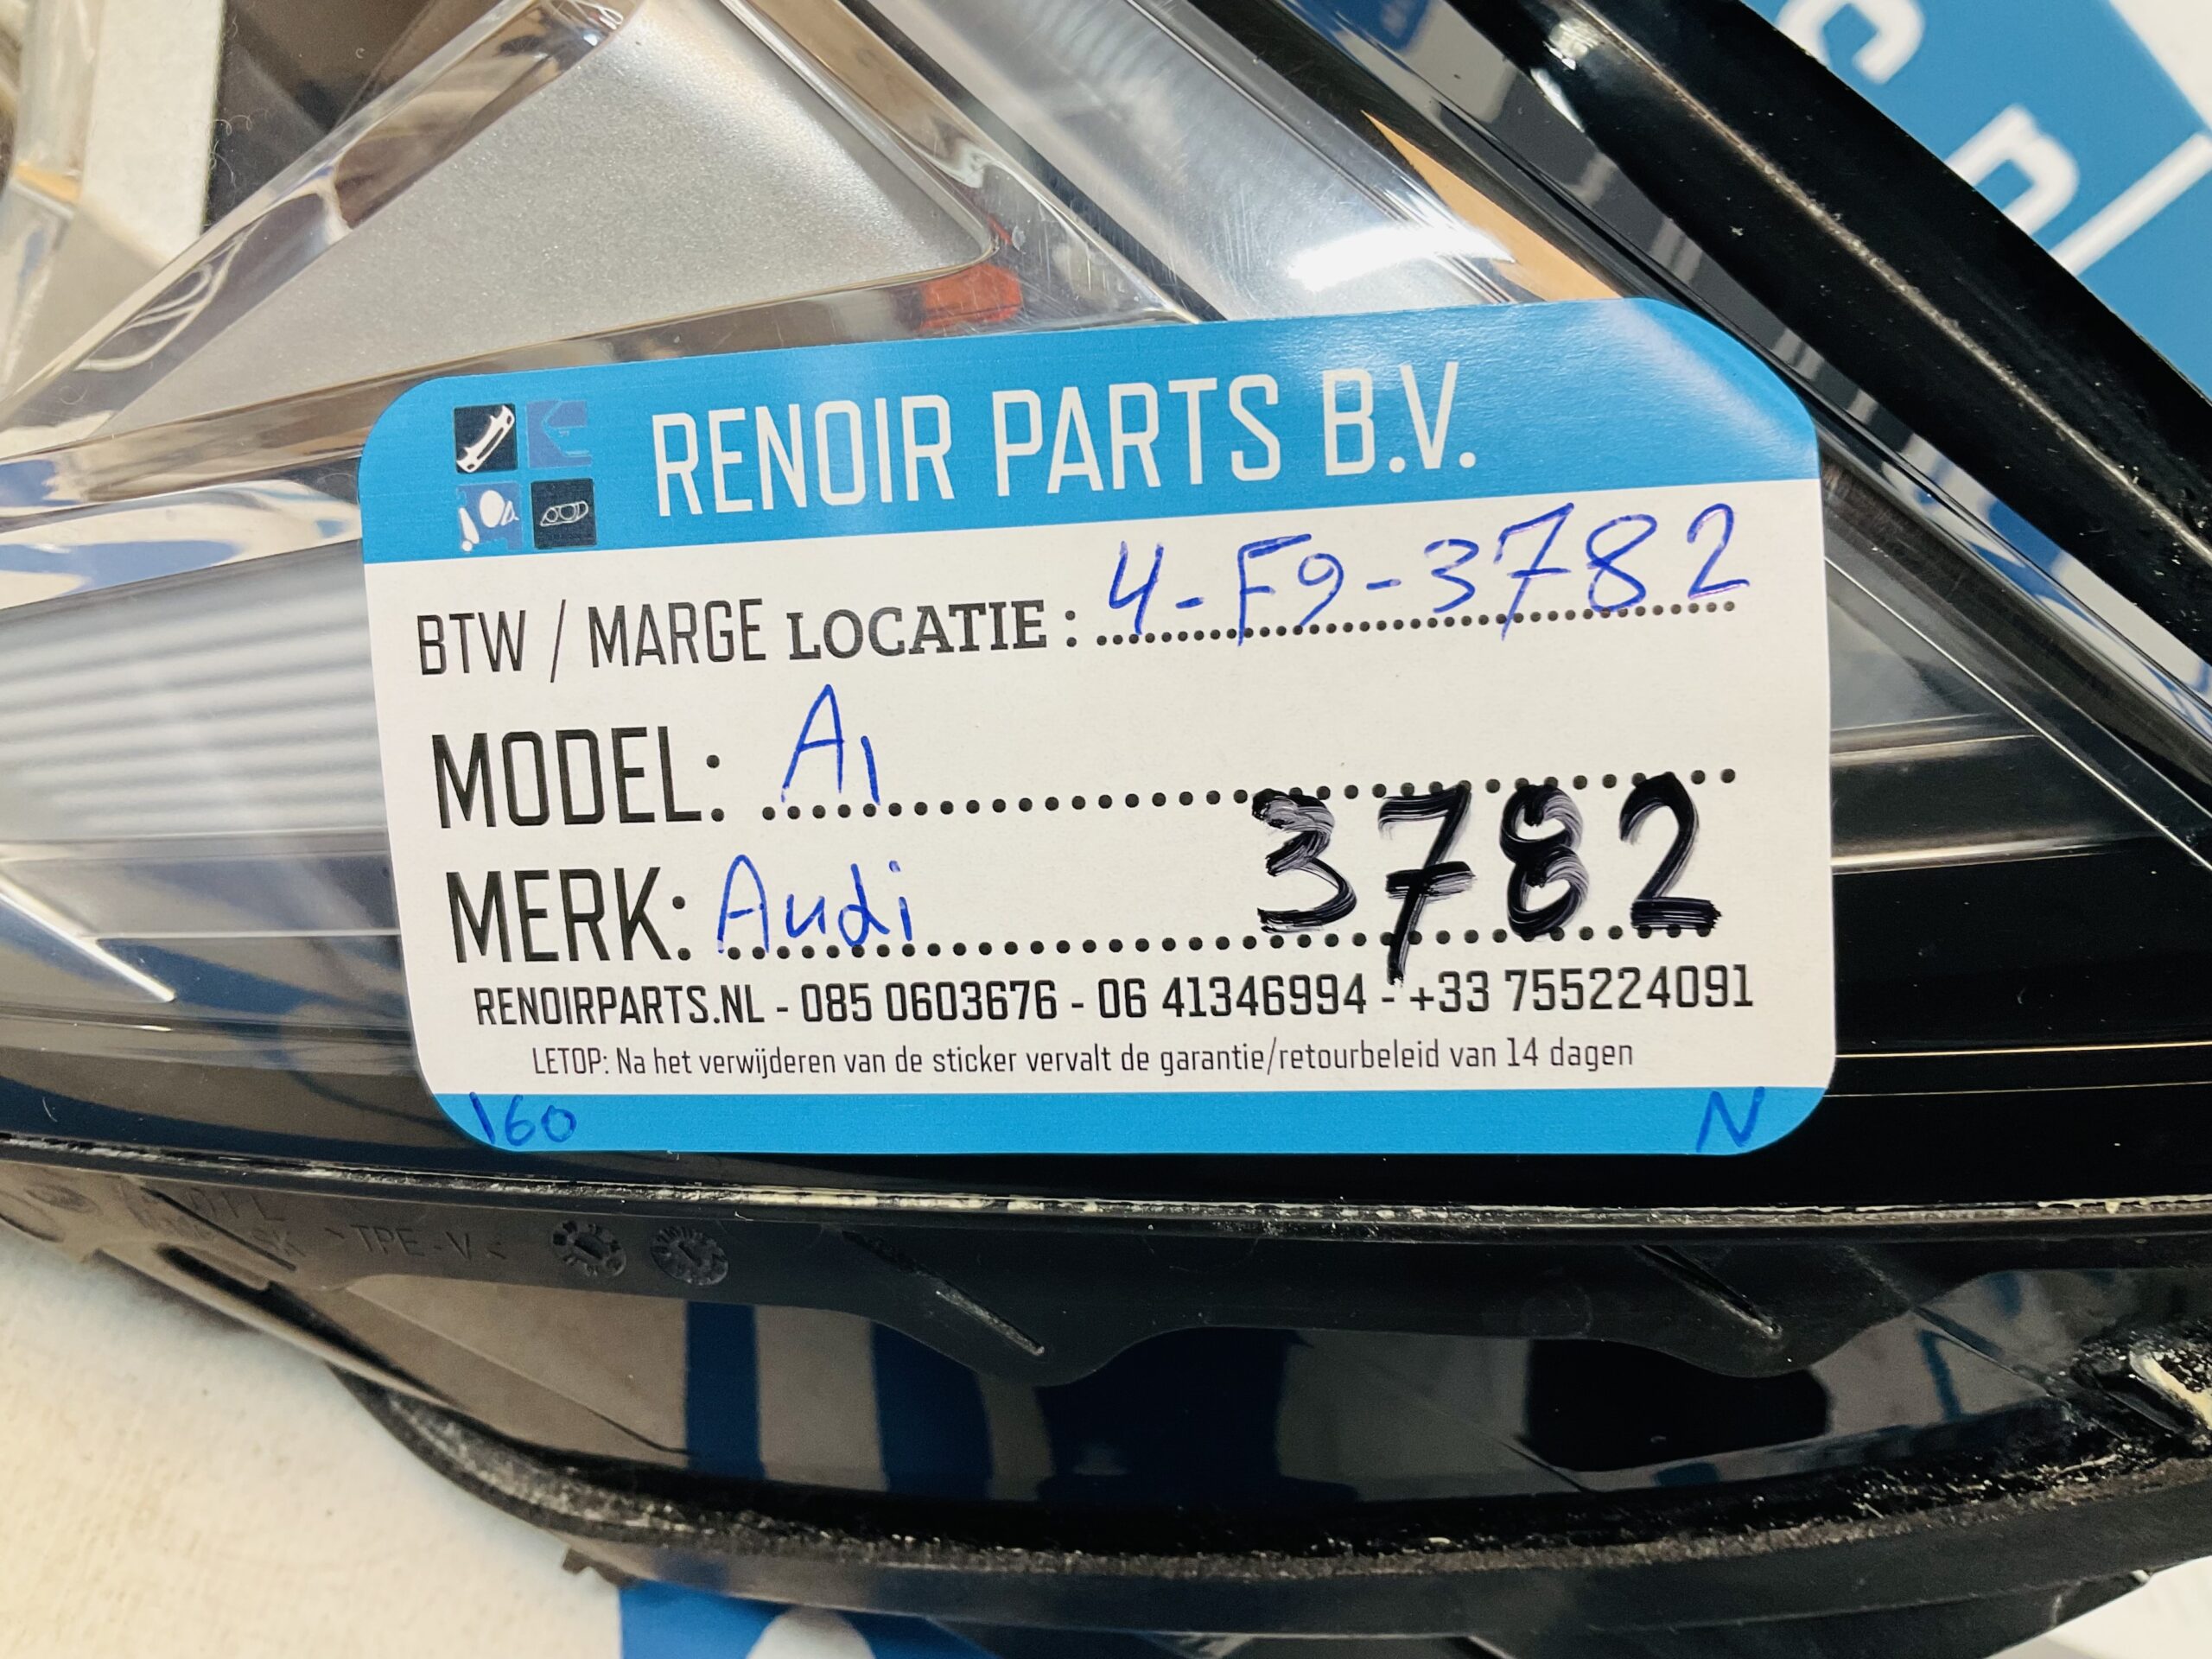 c.nl
RENOIR PARTS B.V.
BTW / MARGE LOCATIE : 4-F9-3782
MODEL: A1
MERK: Audi 3782
RENOIRPARTS.NL - 085 0603676 - 06 41346994 - +33 755224091
LETOP: Na het verwijderen van de sticker vervalt de garantie/retourbeleid van 14 dagen
160 N
>TPE-V<